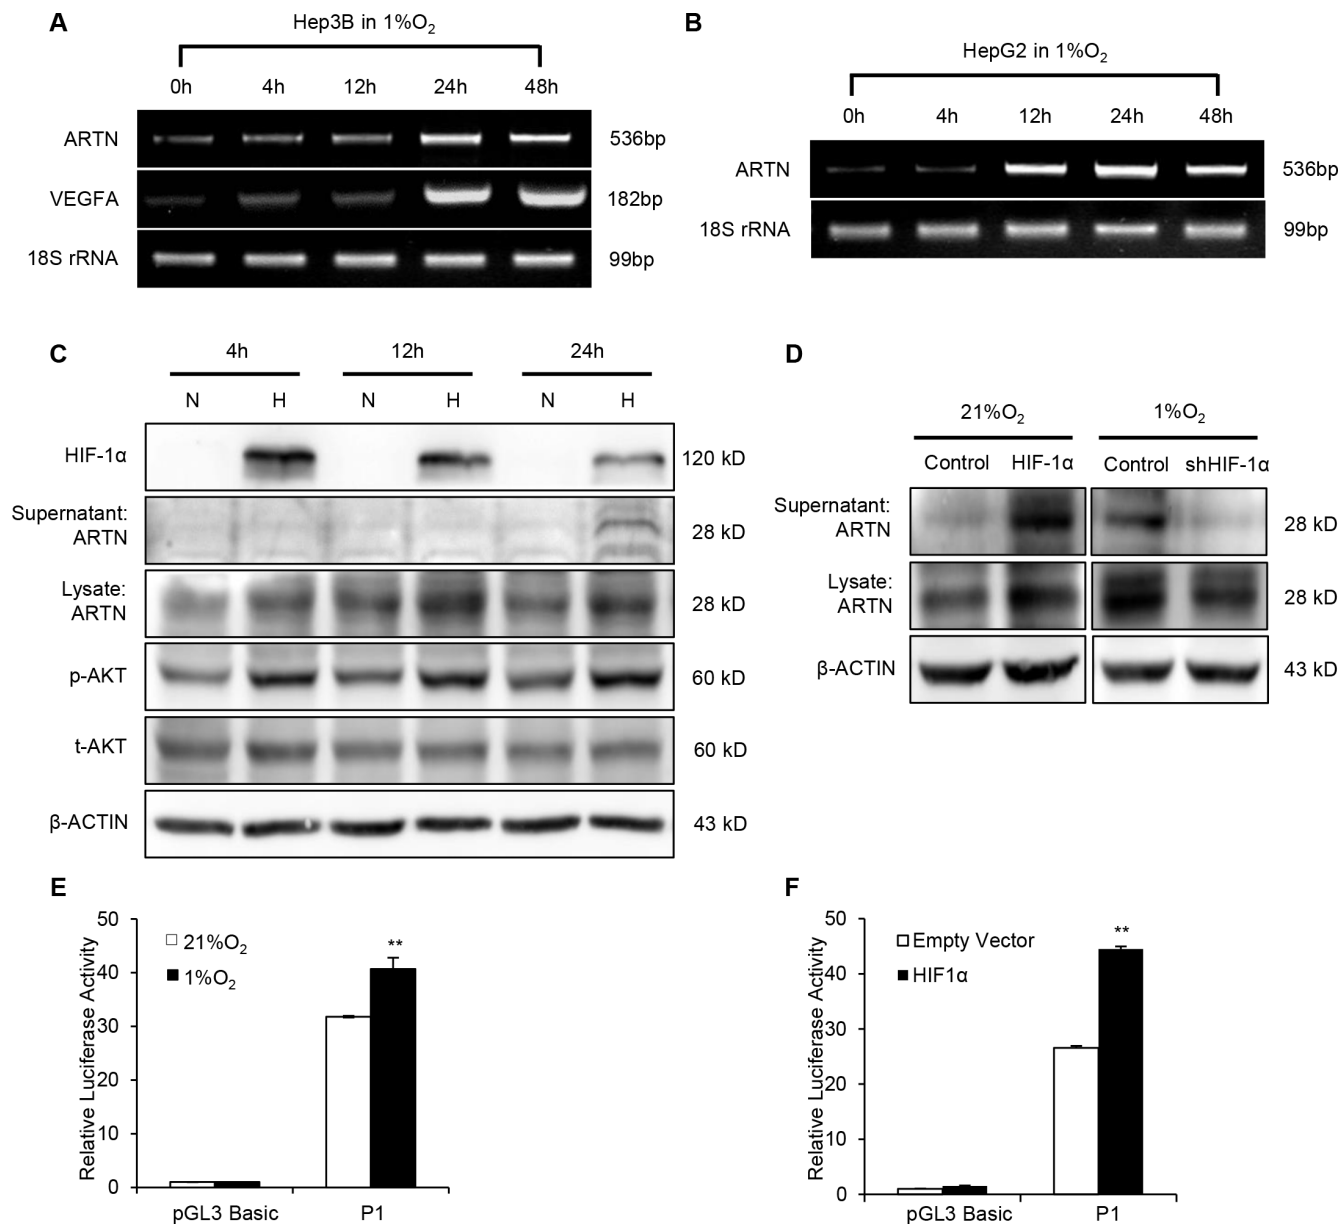 A
Hep3B in 1%O₂
0h 4h 12h 24h 48h
ARTN 536bp
VEGFA 182bp
18S rRNA 99bp
B
HepG2 in 1%O₂
0h 4h 12h 24h 48h
ARTN 536bp
18S rRNA 99bp
C
4h 12h 24h
N H N H N H
HIF-1α 120 kD
Supernatant:
ARTN 28 kD
Lysate:
ARTN 28 kD
p-AKT 60 kD
t-AKT 60 kD
β-ACTIN 43 kD
D
21%O₂ 1%O₂
Control HIF-1α Control shHIF-1α
Supernatant:
ARTN 28 kD
Lysate:
ARTN 28 kD
β-ACTIN 43 kD
E
Relative Luciferase Activity
50
40
30
20
10
0
21%O₂
1%O₂
**
pGL3 Basic P1
F
Relative Luciferase Activity
50
40
30
20
10
0
Empty Vector
HIF1α
**
pGL3 Basic P1